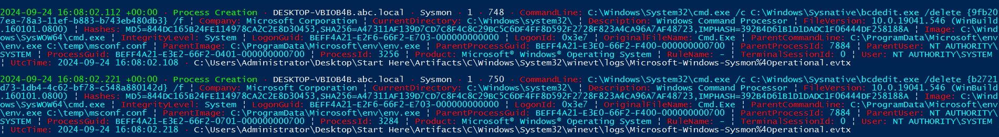 2024-09-24 16:08:02.112 +00:00 · Process Creation · DESKTOP-VBIOB4B.abc.local · Sysmon · 1 · 748 · CommandLine: C:\Windows\System32\cmd.exe /c C:\Windows\Sysnative\bcdedit.exe /delete {9fb20
7ea-78a3-11ef-b883-b743eb480db3} /f ¦ Company: Microsoft Corporation ¦ CurrentDirectory: C:\Windows\system32\ ¦ Description: Windows Command Processor ¦ FileVersion: 10.0.19041.546 (WinBuild
.160101.0800) ¦ Hashes: MD5=844DC165B24FE114978CA2C2E8D30453,SHA256=A47311AF139D7CD7C8F4C8C29BC5C6DF4FF8D592F2728F823A4CA96A7AF48723,IMPHASH=392B4D61B1D1DADC1F06444DF258188A ¦ Image: C:\Wind
ows\SysWOW64\cmd.exe ¦ IntegrityLevel: System ¦ LogonGuid: BEFF4A21-E2F6-66F2-E703-000000000000 ¦ LogonId: 0x3e7 ¦ OriginalFileName: Cmd.Exe ¦ ParentCommandLine: C:\ProgramData\Microsoft\env\
env.exe C:\temp\msconf.conf ¦ ParentImage: C:\ProgramData\Microsoft\env\env.exe ¦ ParentProcessGuid: BEFF4A21-E3E0-66F2-F400-000000000700 ¦ ParentProcessId: 7884 ¦ ParentUser: NT AUTHORITY\
SYSTEM ¦ ProcessGuid: BEFF4A21-E3E2-66F2-0401-000000000700 ¦ ProcessId: 3256 ¦ Product: Microsoft® Windows® Operating System ¦ RuleName: - ¦ TerminalSessionId: 0 ¦ User: NT AUTHORITY\SYSTEM
¦ UtcTime: 2024-09-24 16:08:02.108 · C:\Users\Administrator\Desktop\Start Here\Artifacts\C\Windows\System32\winevt\logs\Microsoft-Windows-Sysmon%4Operational.evtx
2024-09-24 16:08:02.221 +00:00 · Process Creation · DESKTOP-VBIOB4B.abc.local · Sysmon · 1 · 750 · CommandLine: C:\Windows\System32\cmd.exe /c C:\Windows\Sysnative\bcdedit.exe /delete {b2721
d73-1db4-4c62-bf78-c548a880142d} /f ¦ Company: Microsoft Corporation ¦ CurrentDirectory: C:\Windows\system32\ ¦ Description: Windows Command Processor ¦ FileVersion: 10.0.19041.546 (WinBuild
.160101.0800) ¦ Hashes: MD5=844DC165B24FE114978CA2C2E8D30453,SHA256=A47311AF139D7CD7C8F4C8C29BC5C6DF4FF8D592F2728F823A4CA96A7AF48723,IMPHASH=392B4D61B1D1DADC1F06444DF258188A ¦ Image: C:\Wind
ows\SysWOW64\cmd.exe ¦ IntegrityLevel: System ¦ LogonGuid: BEFF4A21-E2F6-66F2-E703-000000000000 ¦ LogonId: 0x3e7 ¦ OriginalFileName: Cmd.Exe ¦ ParentCommandLine: C:\ProgramData\Microsoft\env\
env.exe C:\temp\msconf.conf ¦ ParentImage: C:\ProgramData\Microsoft\env\env.exe ¦ ParentProcessGuid: BEFF4A21-E3E0-66F2-F400-000000000700 ¦ ParentProcessId: 7884 ¦ ParentUser: NT AUTHORITY\
SYSTEM ¦ ProcessGuid: BEFF4A21-E3E2-66F2-0701-000000000700 ¦ ProcessId: 3284 ¦ Product: Microsoft® Windows® Operating System ¦ RuleName: - ¦ TerminalSessionId: 0 ¦ User: NT AUTHORITY\SYSTEM
¦ UtcTime: 2024-09-24 16:08:02.218 · C:\Users\Administrator\Desktop\Start Here\Artifacts\C\Windows\System32\winevt\logs\Microsoft-Windows-Sysmon%4Operational.evtx